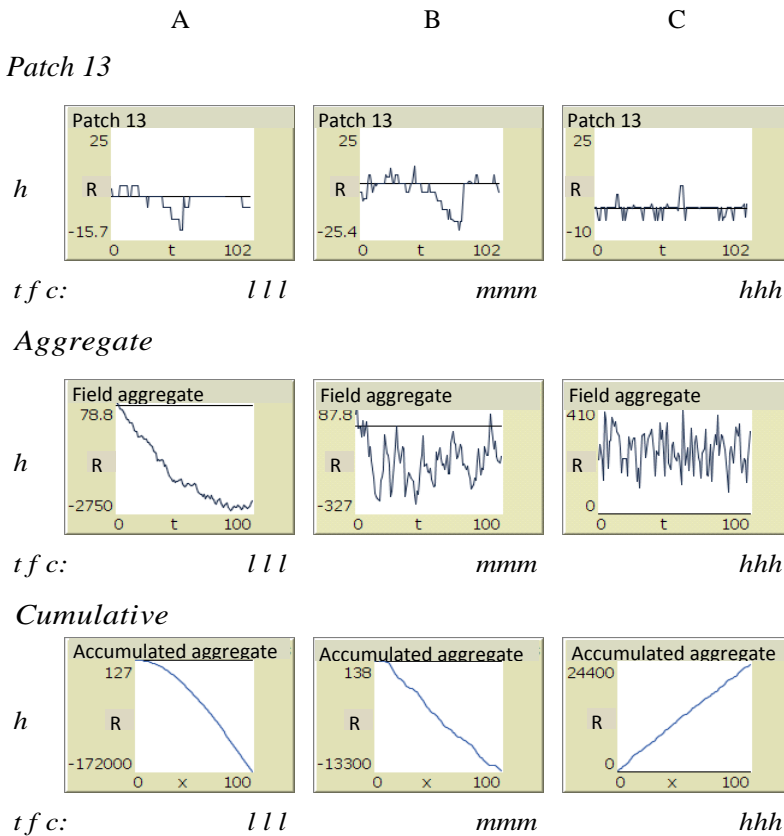 A B C
Patch 13
Patch 13 Patch 13 Patch 13
25 25 25
h R R R
-15.7 -25.4 -10
0 t 102 0 t 102 0 t 102
t f c: l l l mmm hhh
Aggregate
Field aggregate Field aggregate Field aggregate
78.8 87.8 410
h R R R
-2750 -327 0
0 t 100 0 t 100 0 t 100
t f c: l l l mmm hhh
Cumulative
Accumulated aggregate Accumulated aggregate Accumulated aggregate
127 138 24400
h R R R
-172000 -13300 0
0 x 100 0 x 100 0 x 100
t f c: l l l mmm hhh